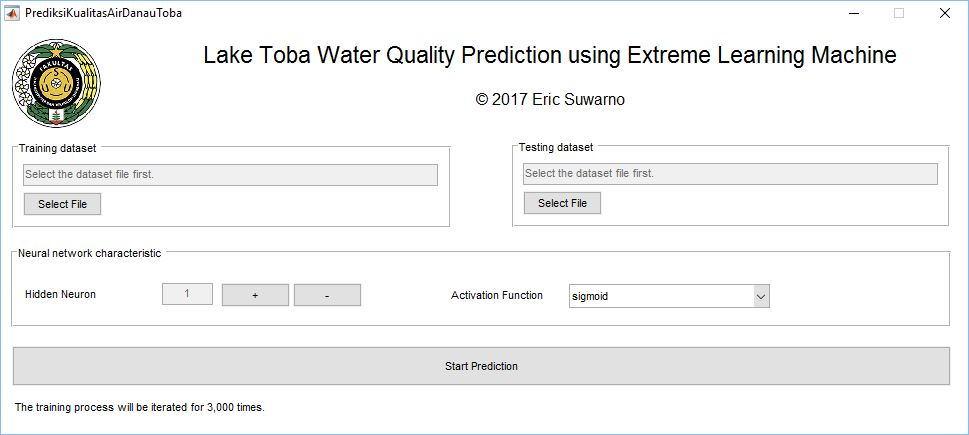 PrediksiKualitasAirDanauToba
Lake Toba Water Quality Prediction using Extreme Learning Machine
© 2017 Eric Suwarno
FAKULTAS
Training dataset
Select the dataset file first.
Select File
Testing dataset
Select the dataset file first.
Select File
Neural network characteristic
Hidden Neuron
1
+
-
Activation Function
sigmoid
Start Prediction
The training process will be iterated for 3,000 times.